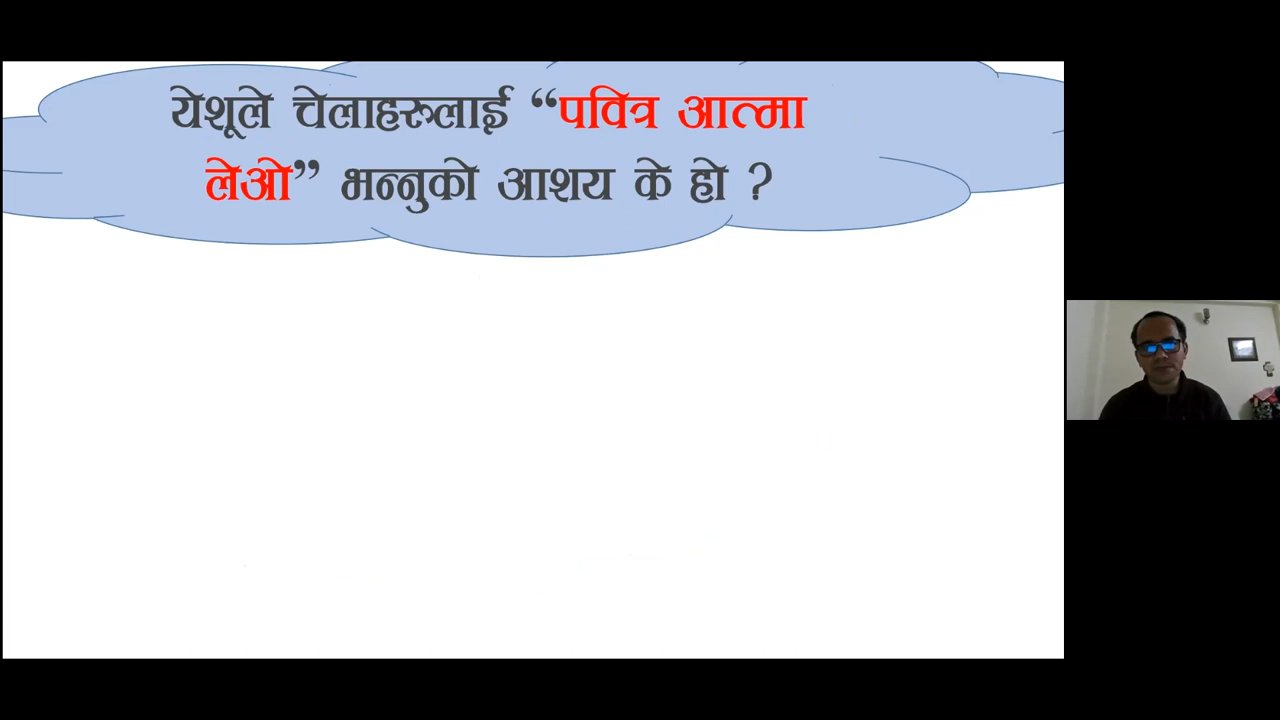 येशूले चेलाहरुलाई “पवित्र आत्मा
लेओ” भन्नुको आशय के हो ?